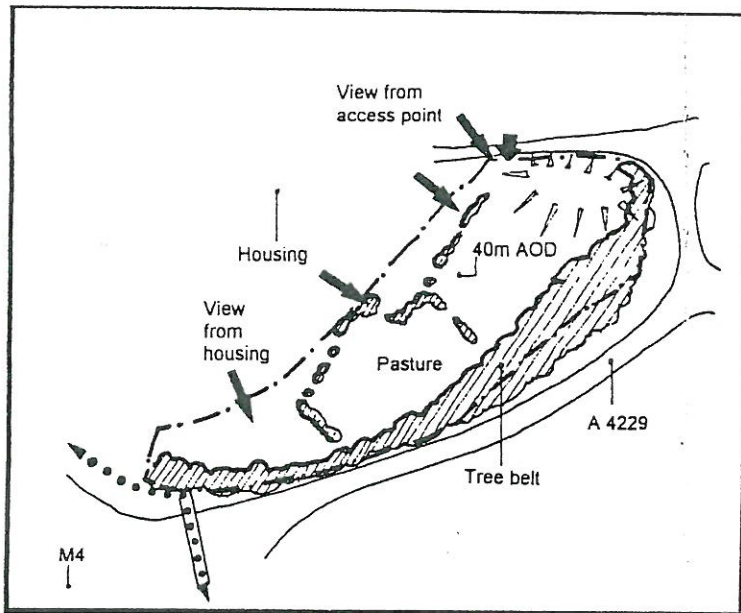 View from
access point
Housing
40m AOD
View
from
housing
Pasture
A 4229
Tree belt
M4